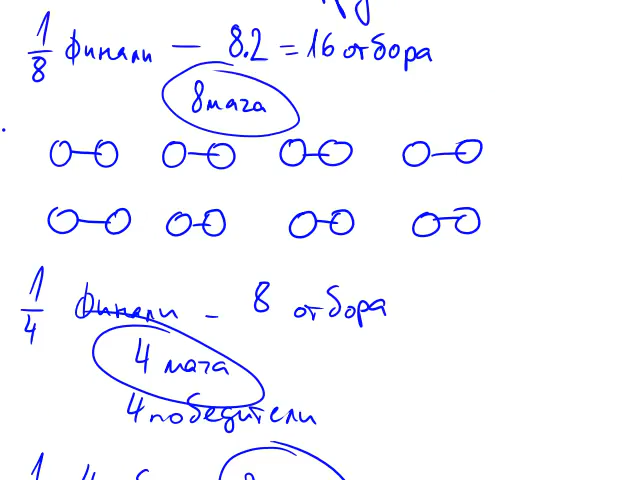 1/8 финали — 8.2 = 16 отбора
8 мача
1/4 финали - 8 отбора
4 мача
4 победители